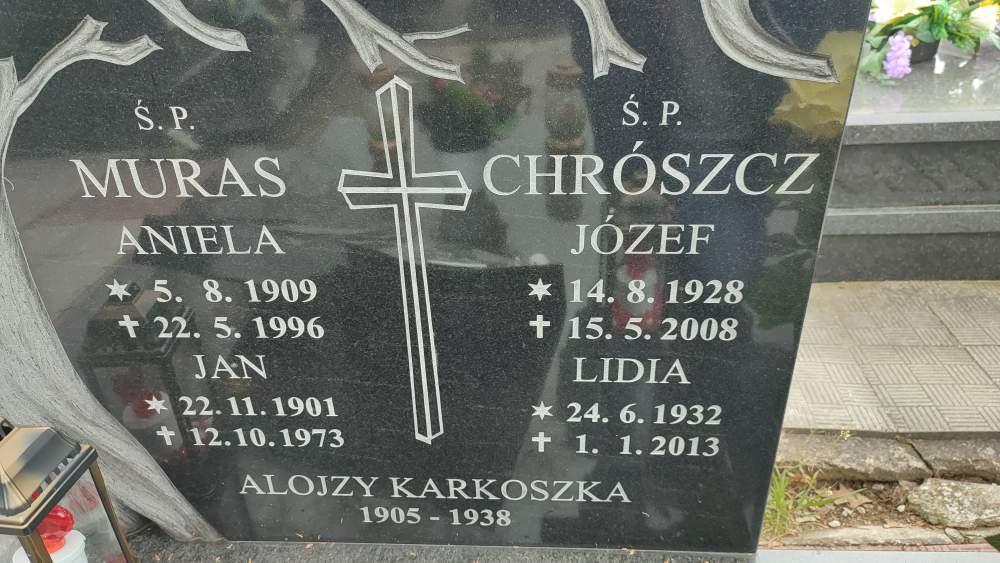 Ś. P.
MURAS
ANIELA
✶ 5. 8. 1909
✝ 22. 5. 1996
JAN
✶ 22. 11. 1901
✝ 12. 10. 1973
Ś. P.
CHRÓSZCZ
JÓZEF
✶ 14. 8. 1928
✝ 15. 5. 2008
LIDIA
✶ 24. 6. 1932
✝ 1. 1. 2013
ALOJZY KARKOSZKA
1905 - 1938